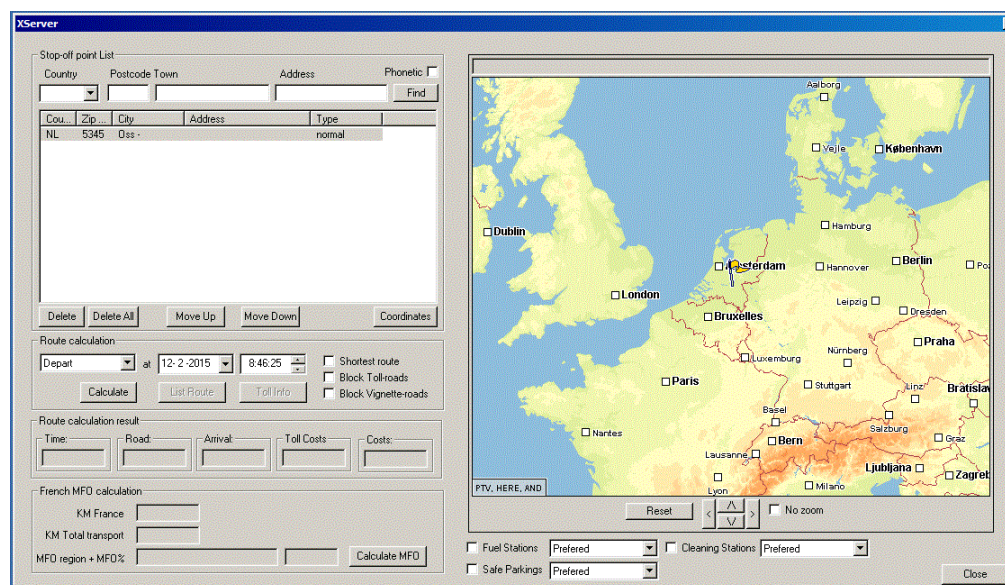 XServer
Stop-off point List
Country Postcode Town Address Phonetic
Find
Cou... Zip ... City Address Type
NL 5345 Oss - normal
Delete Delete All Move Up Move Down Coordinates
Route calculation
Depart at 12- 2 -2015 8:46:25
Shortest route
Block Toll-roads
Block Vignette-roads
Calculate List Route Toll Info
Route calculation result
Time: Road: Arrival: Toll Costs Costs:
French MFO calculation
KM France
KM Total transport
MFO region + MFO% Calculate MFO
Aalborg
Vejle
København
Dublin
Hamburg
Berlin
Amsterdam
Hannover
Po
London
Leipzig
Dresden
Bruxelles
Praha
Luxemburg
Nürnberg
Paris
Stuttgart
Linz
Bratislav
Basel
Salzburg
Nantes
Bern
Graz
Lausanne
Ljubljana
Zagreb
Lyon
Milano
PTV, HERE, AND
Reset < /\ \/ > No zoom
Fuel Stations Prefered Cleaning Stations Prefered
Safe Parkings Prefered
Close